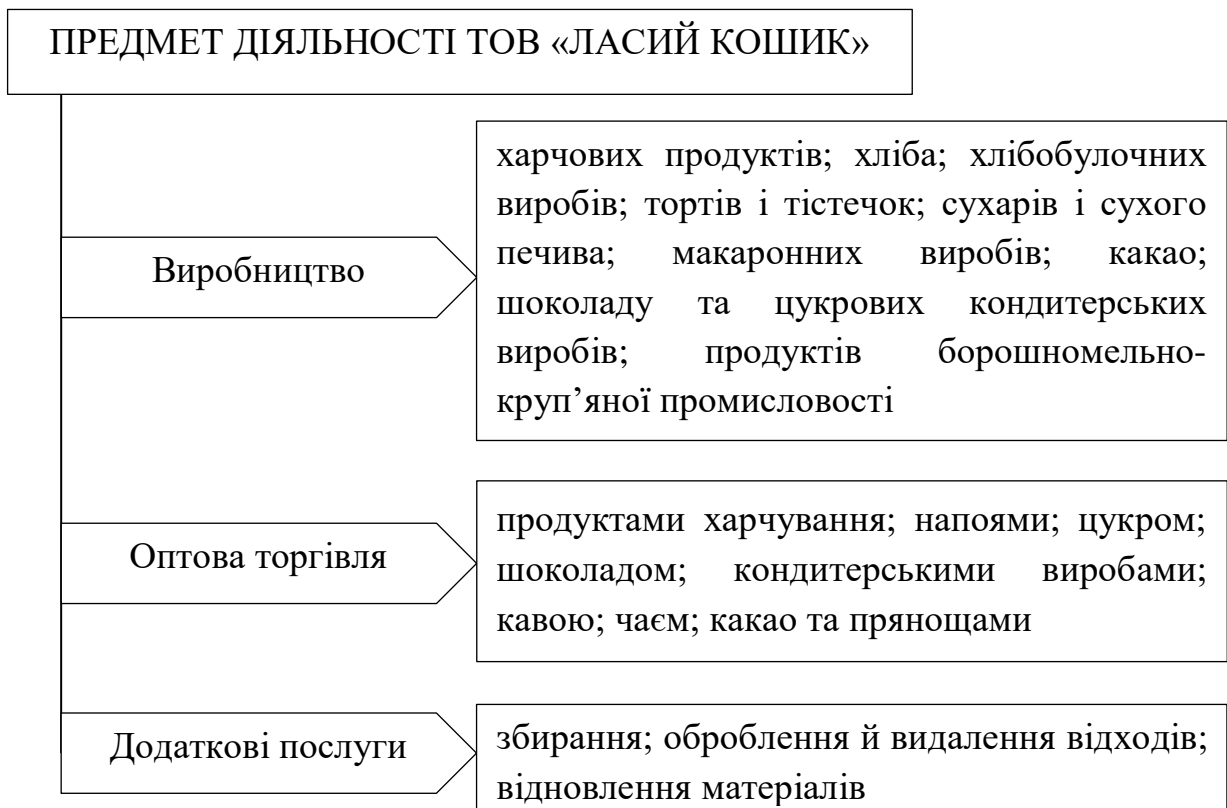 ПРЕДМЕТ ДІЯЛЬНОСТІ ТОВ «ЛАСИЙ КОШИК»
Виробництво
харчових продуктів; хліба; хлібобулочних
виробів; тортів і тістечок; сухарів і сухого
печива; макаронних виробів; какао;
шоколаду та цукрових кондитерських
виробів; продуктів борошномельно-
круп’яної промисловості
Оптова торгівля
продуктами харчування; напоями; цукром;
шоколадом; кондитерськими виробами;
кавою; чаєм; какао та прянощами
Додаткові послуги
збирання; оброблення й видалення відходів;
відновлення матеріалів